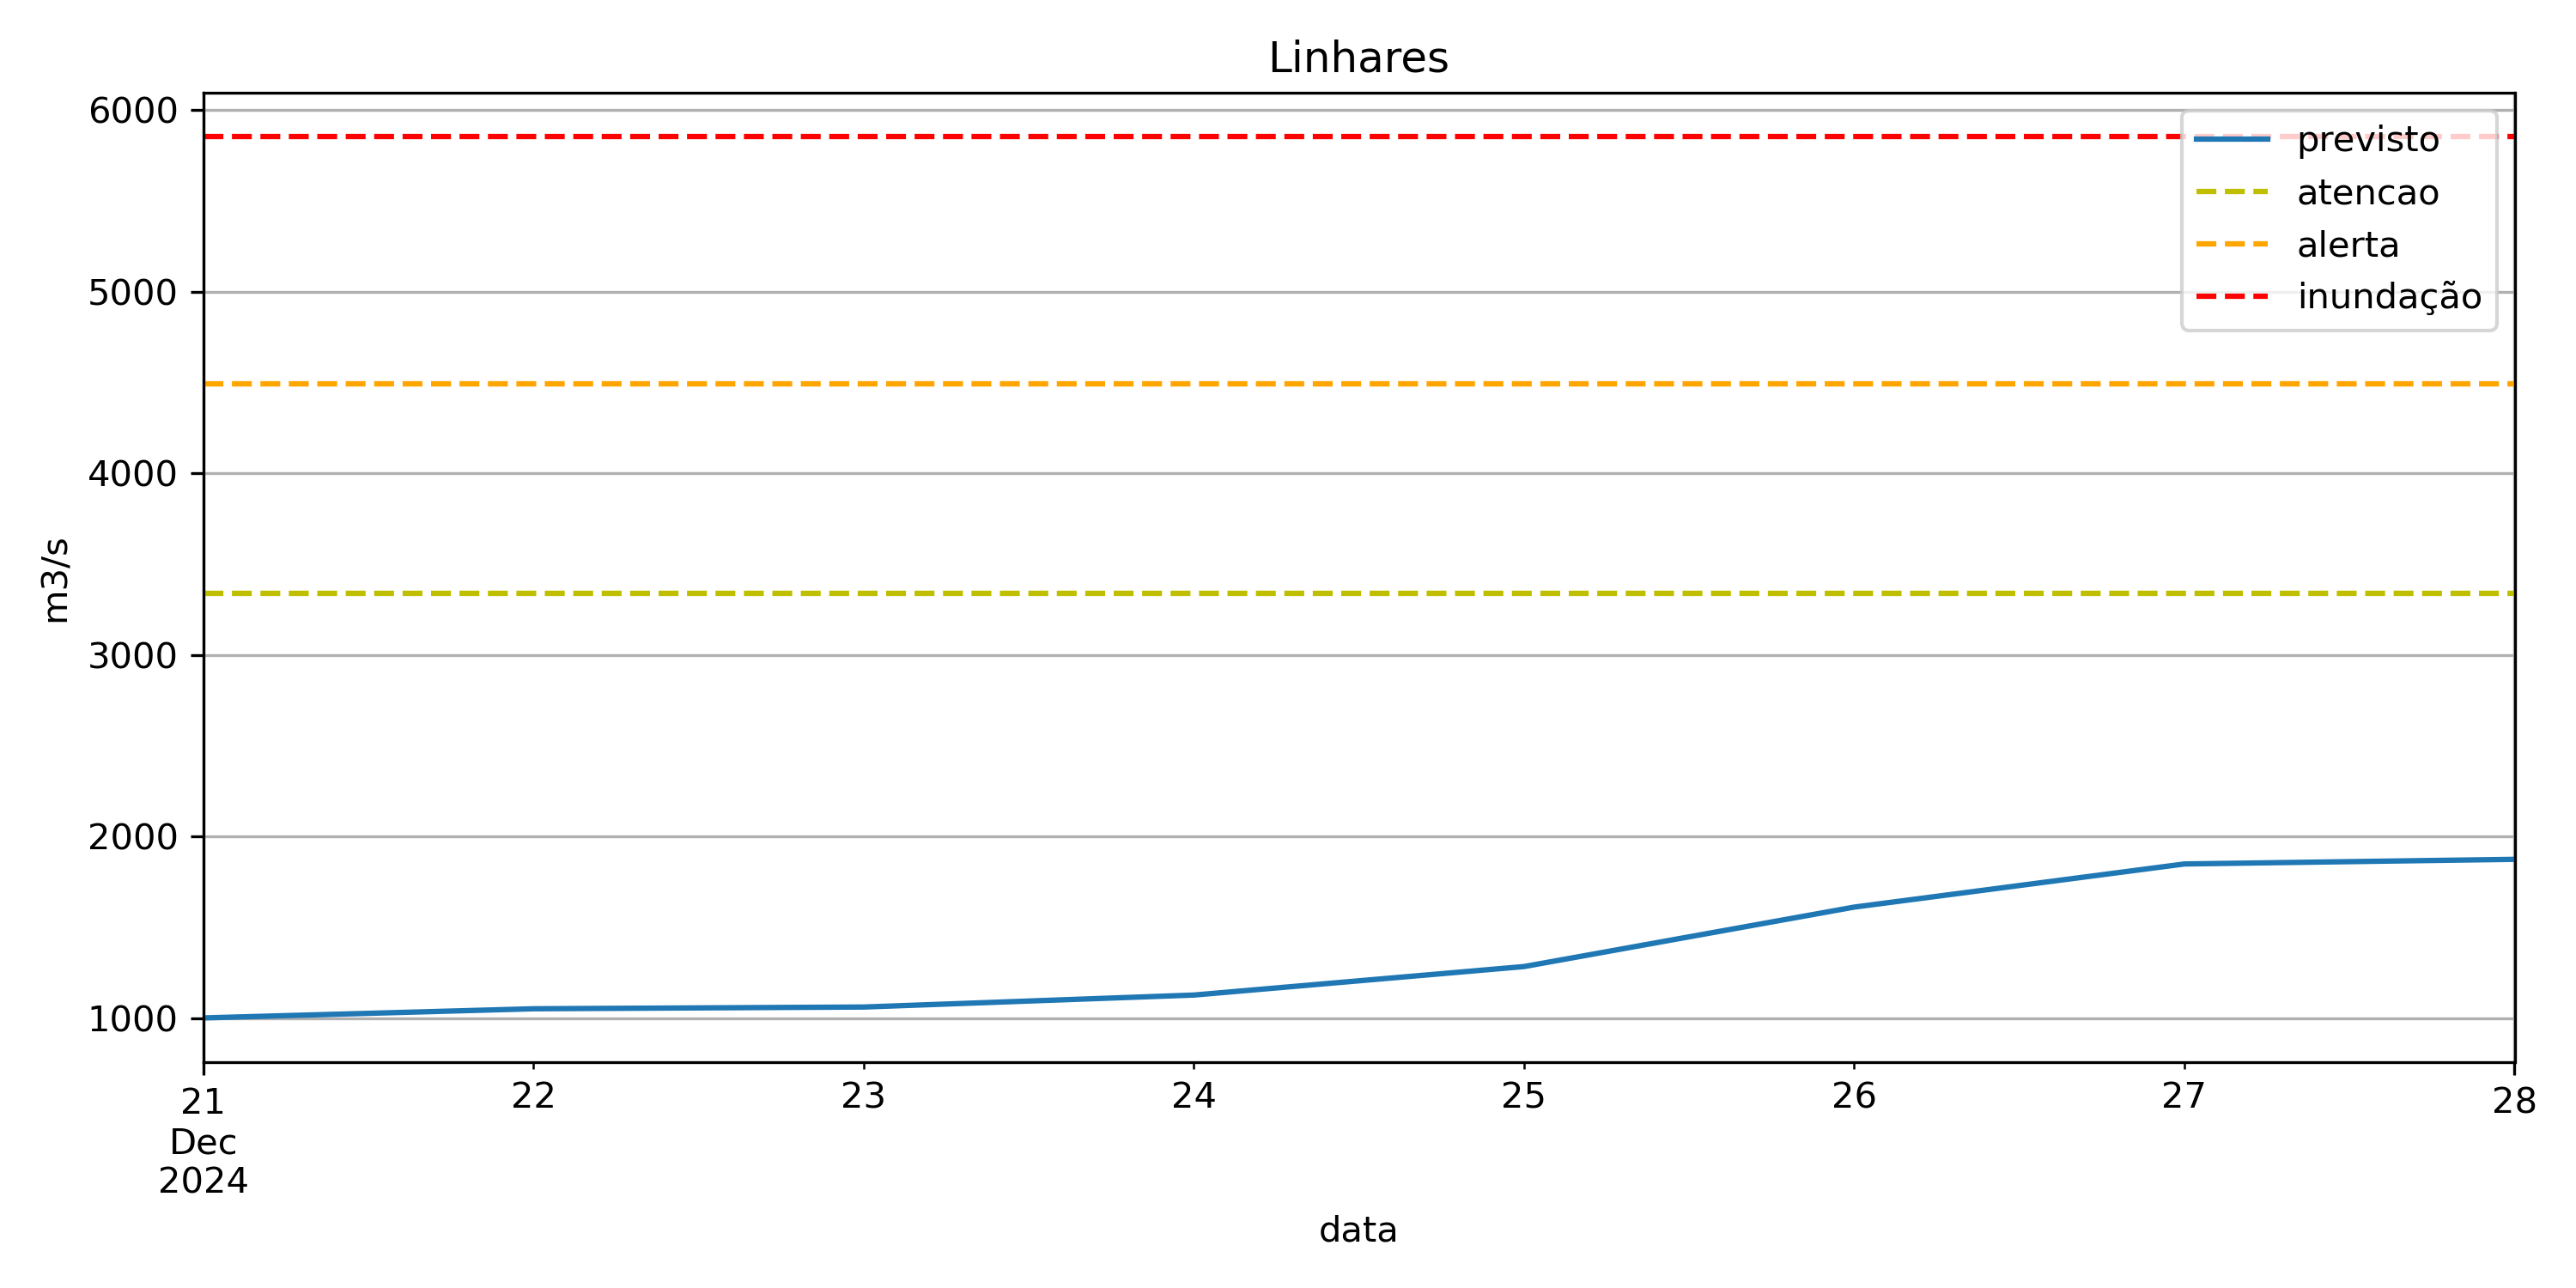 Linhares
6000
5000
4000
3000
2000
1000
m3/s
previsto
atencao
alerta
inundação
21 22 23 24 25 26 27 28
Dec
2024
data